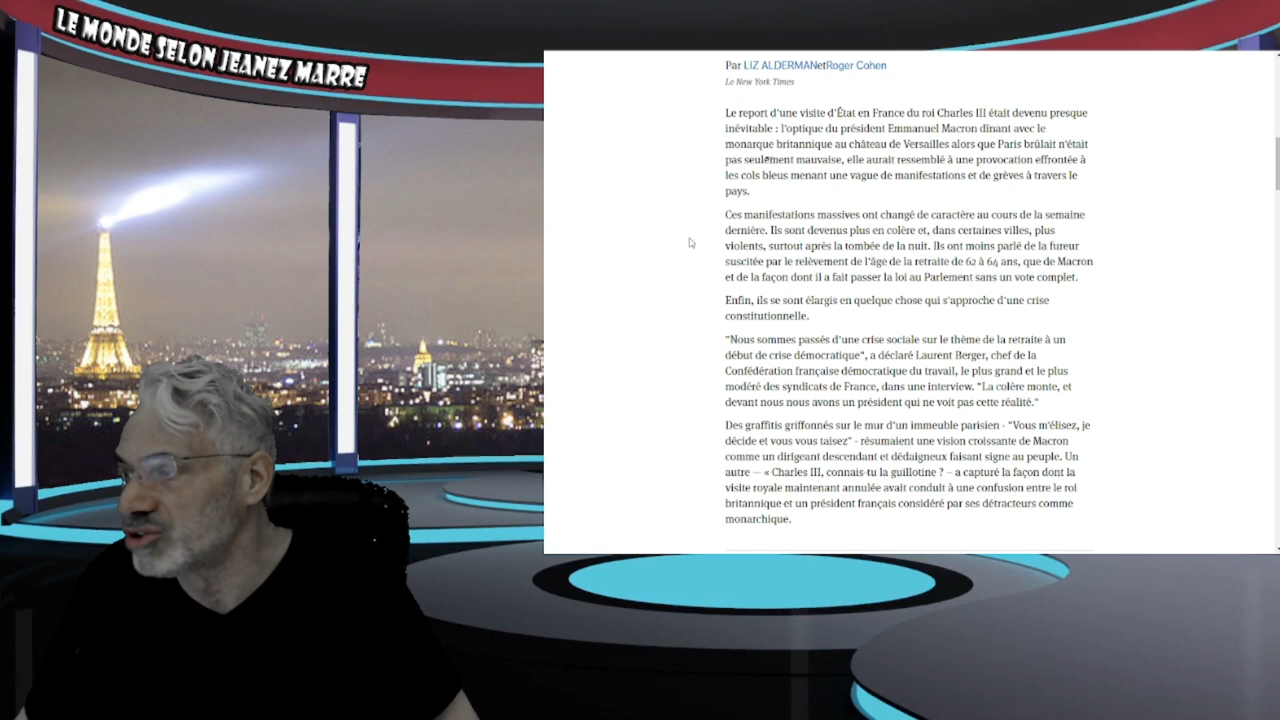 LE MONDE SELON JEANEZ MARRE
Par LIZ ALDERMANetRoger Cohen
Le New York Times
Le report d'une visite d'État en France du roi Charles III était devenu presque
inévitable : l'optique du président Emmanuel Macron dînant avec le
monarque britannique au château de Versailles alors que Paris brûlait n'était
pas seulement mauvaise, elle aurait ressemblé à une provocation effrontée à
les cols bleus menant une vague de manifestations et de grèves à travers le
pays.
Ces manifestations massives ont changé de caractère au cours de la semaine
dernière. Ils sont devenus plus en colère et, dans certaines villes, plus
violents, surtout après la tombée de la nuit. Ils ont moins parlé de la fureur
suscitée par le relèvement de l'âge de la retraite de 62 à 64 ans, que de Macron
et de la façon dont il a fait passer la loi au Parlement sans un vote complet.
Enfin, ils se sont élargis en quelque chose qui s'approche d'une crise
constitutionnelle.
"Nous sommes passés d'une crise sociale sur le thème de la retraite à un
début de crise démocratique", a déclaré Laurent Berger, chef de la
Confédération française démocratique du travail, le plus grand et le plus
modéré des syndicats de France, dans une interview. "La colère monte, et
devant nous nous avons un président qui ne voit pas cette réalité."
Des graffitis griffonnés sur le mur d'un immeuble parisien - "Vous m'élisez, je
décide et vous vous taisez" - résumaient une vision croissante de Macron
comme un dirigeant descendant et dédaigneux faisant signe au peuple. Un
autre — « Charles III, connais-tu la guillotine ? – a capturé la façon dont la
visite royale maintenant annulée avait conduit à une confusion entre le roi
britannique et un président français considéré par ses détracteurs comme
monarchique.